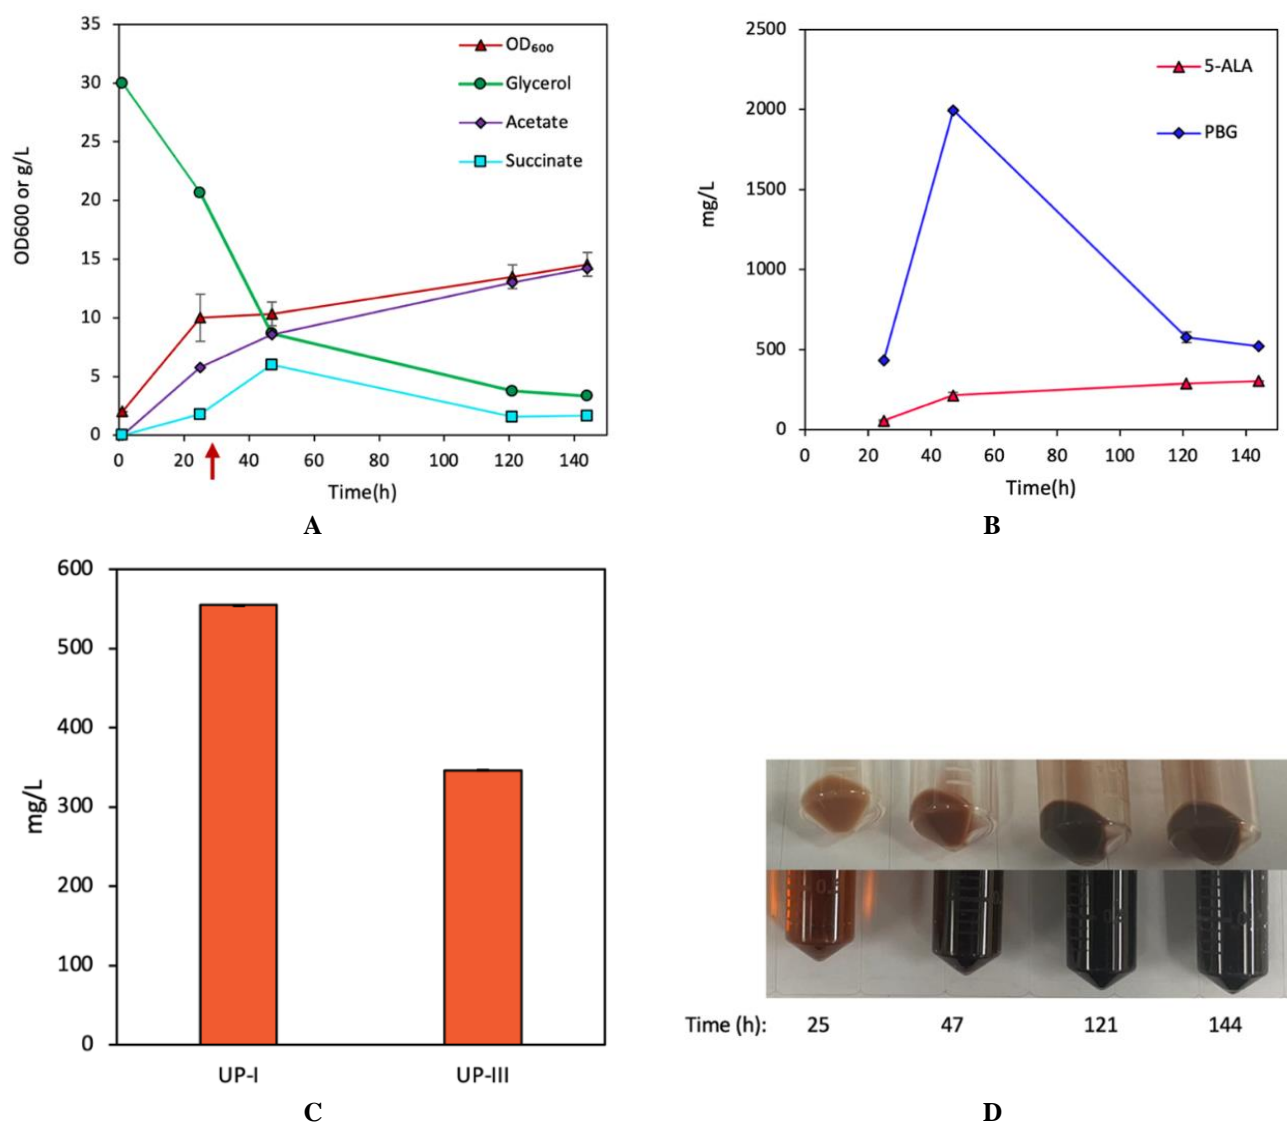 35
30
25
20
15
10
5
0
OD600 or g/L
OD₆₀₀
Glycerol
Acetate
Succinate
0 20 40 60 80 100 120 140
Time(h)
A
2500
2000
1500
1000
500
0
mg/L
5-ALA
PBG
0 20 40 60 80 100 120 140
Time(h)
B
600
500
400
300
200
100
0
mg/L
UP-I UP-III
C
Time (h): 25 47 121 144
D